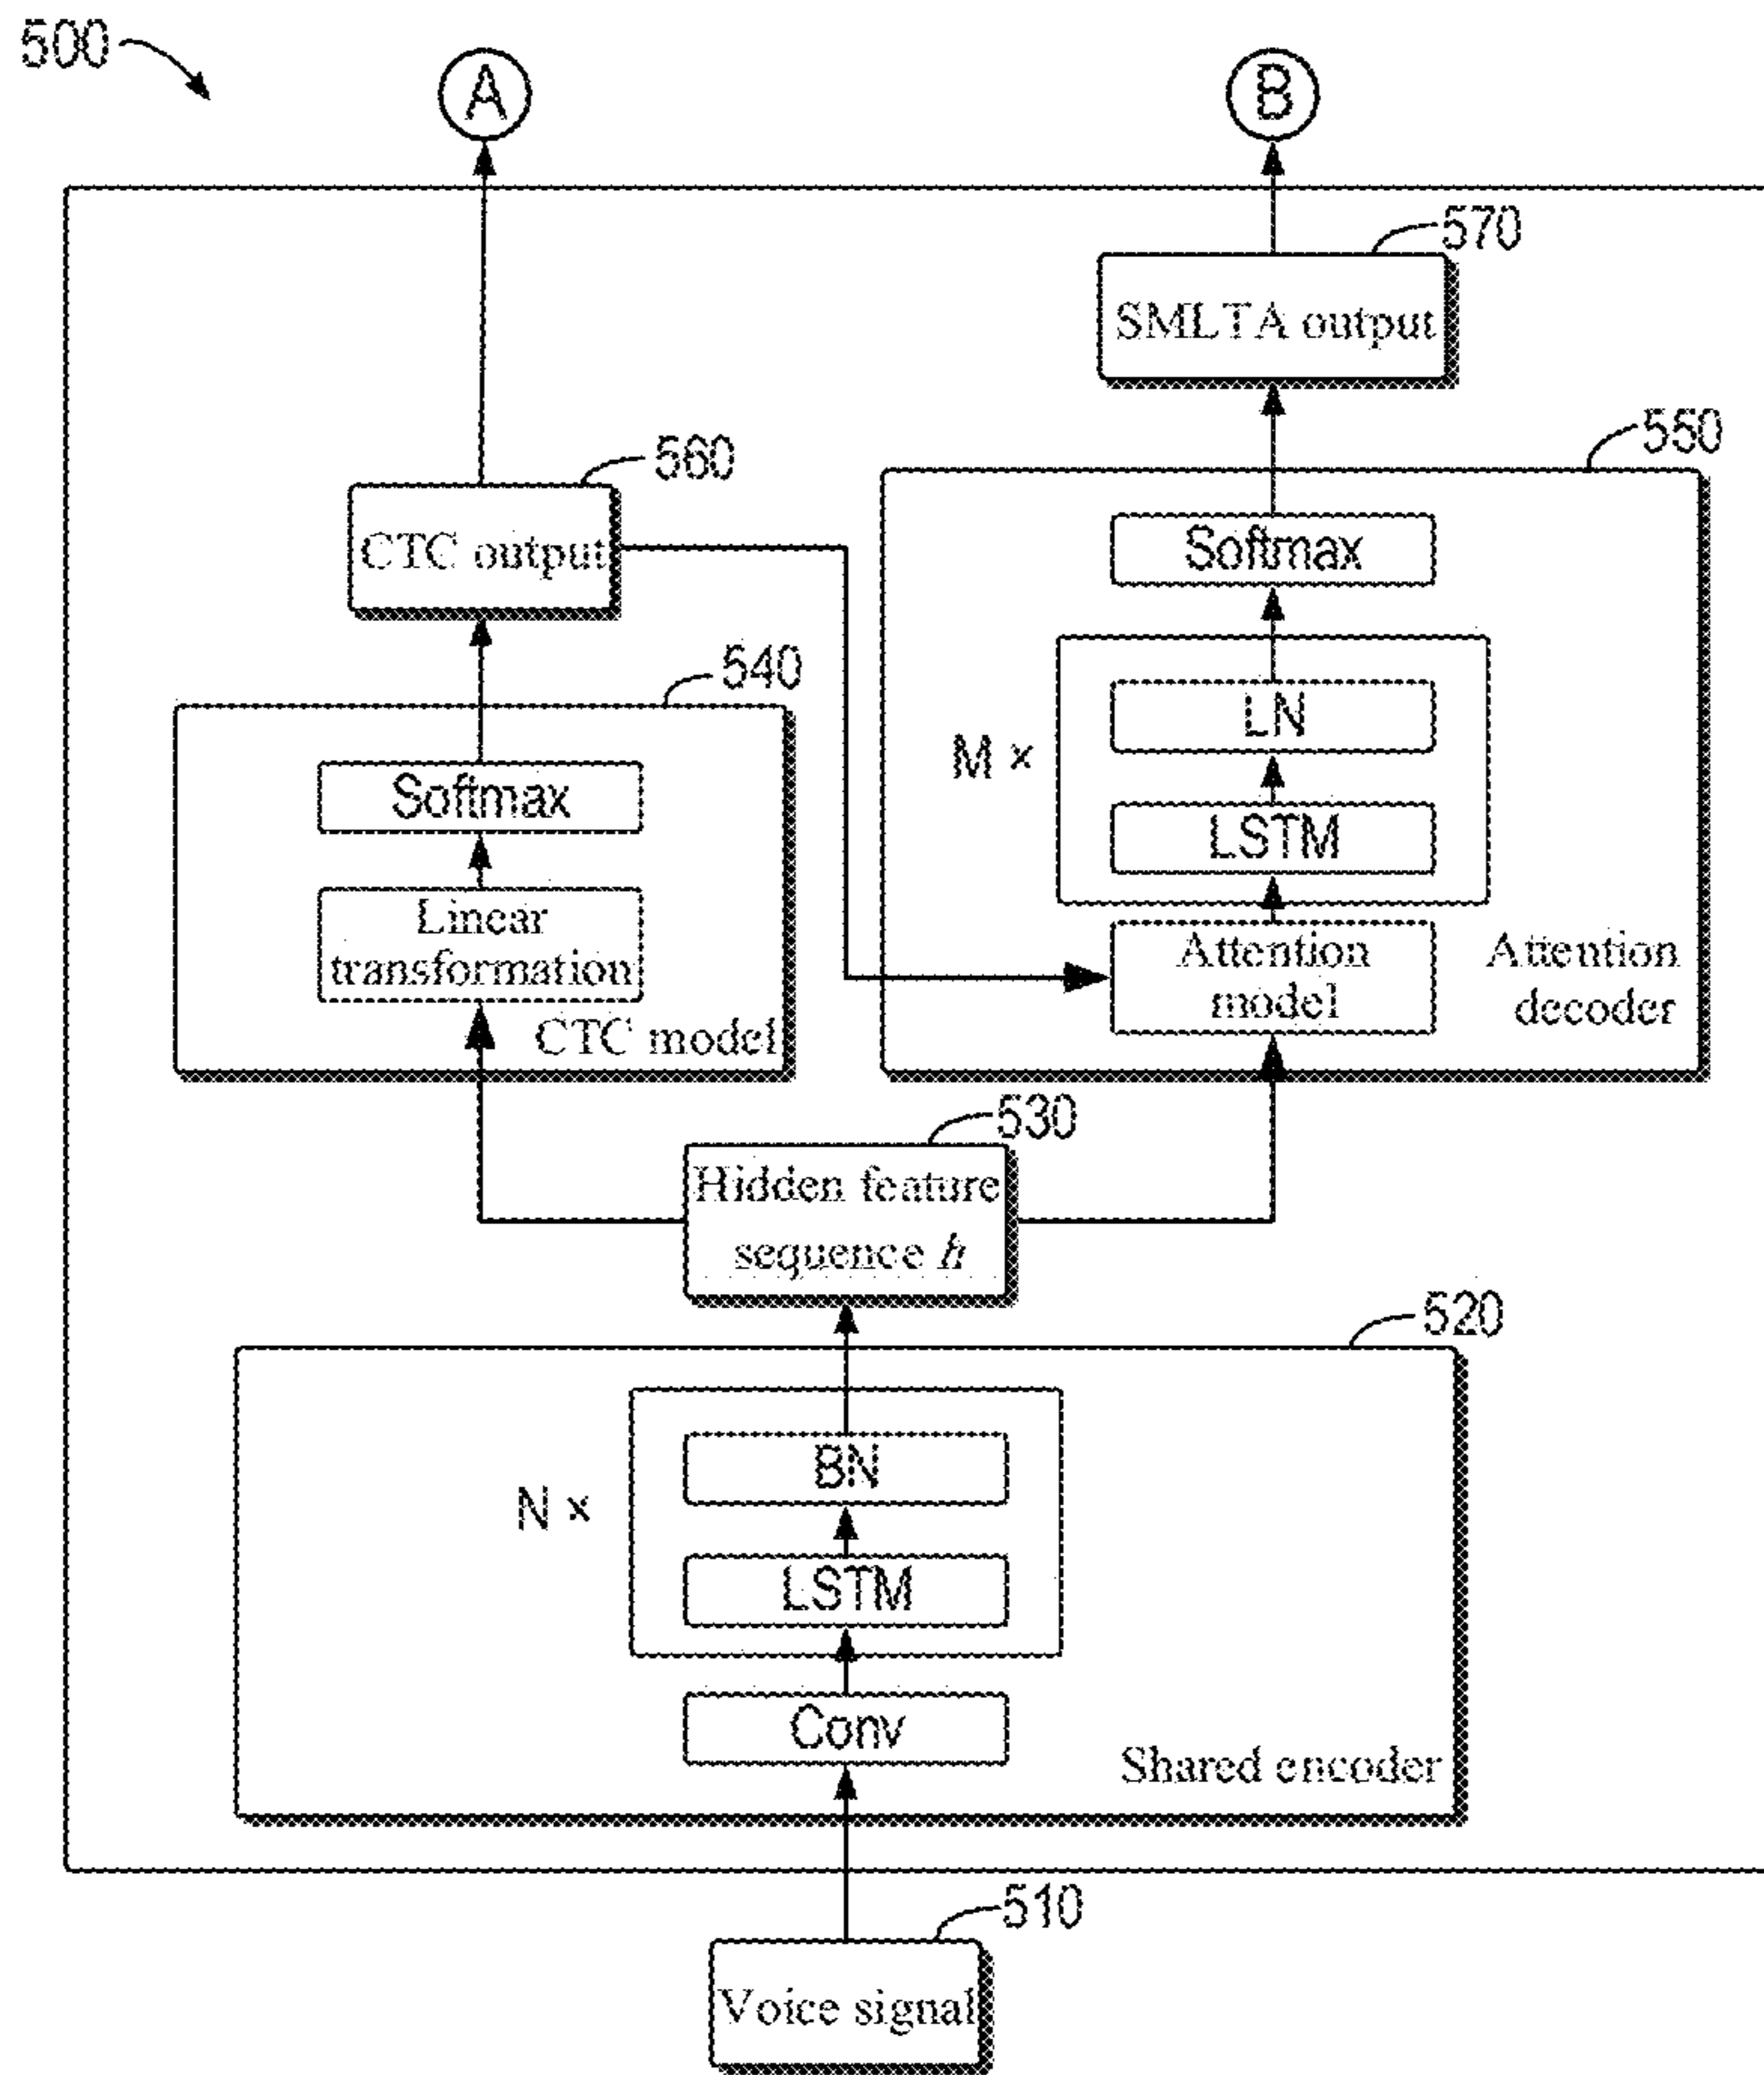 500
A
B
570
SMLTA output
560
CTC output
550
Softmax
LN
M ×
LSTM
Attention
model
Attention
decoder
540
Softmax
Linear
transformation
CTC model
530
Hidden feature
sequence h
520
BN
N ×
LSTM
Conv
Shared encoder
510
Voice signal